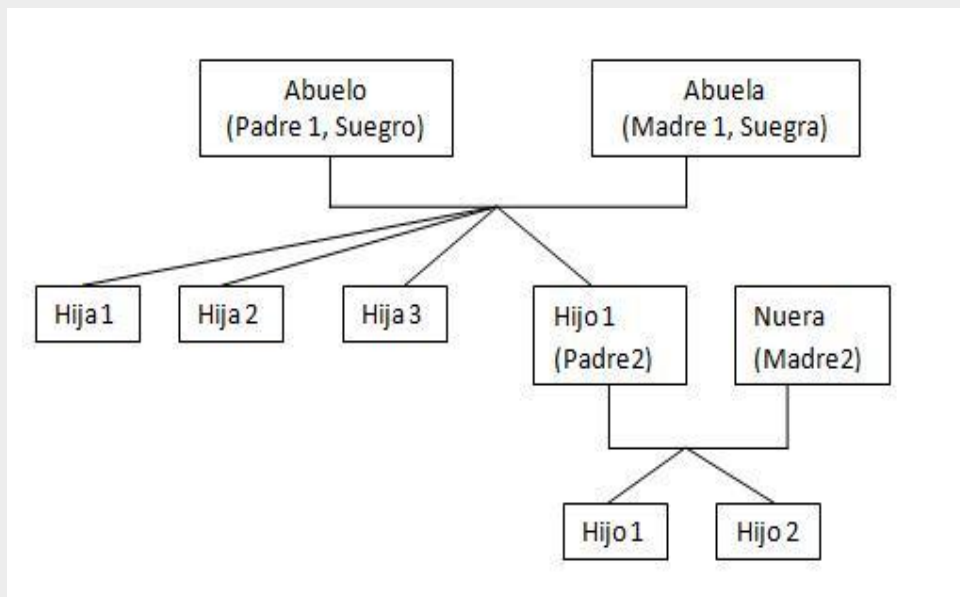 Abuelo
(Padre 1, Suegro)
Abuela
(Madre 1, Suegra)
Hija 1
Hija 2
Hija 3
Hijo 1
(Padre2)
Nuera
(Madre2)
Hijo 1
Hijo 2